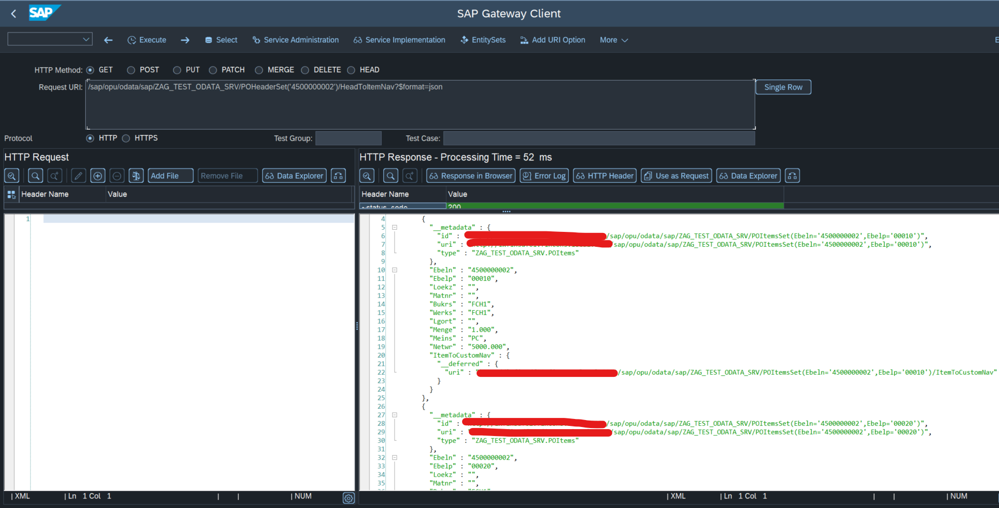 SAP
SAP Gateway Client
Execute Select Service Administration Service Implementation EntitySets Add URI Option More E
HTTP Method: GET POST PUT PATCH MERGE DELETE HEAD
Request URI: /sap/opu/odata/sap/ZAG_TEST_ODATA_SRV/POHeaderSet('4500000002')/HeadToItemNav?$format=json Single Row
Protocol HTTP HTTPS Test Group: Test Case:
HTTP Request
Add File Remove File Data Explorer
Header Name Value
1
| XML | Ln 1 Col 1 | | | NUM
HTTP Response - Processing Time = 52 ms
Response in Browser Error Log HTTP Header Use as Request Data Explorer
Header Name Value
~status_code 200
4 {
5 "__metadata" : {
6 "id" : /sap/opu/odata/sap/ZAG_TEST_ODATA_SRV/POItemsSet(Ebeln='4500000002',Ebelp='00010')",
7 "uri" : /sap/opu/odata/sap/ZAG_TEST_ODATA_SRV/POItemsSet(Ebeln='4500000002',Ebelp='00010')",
8 "type" : "ZAG_TEST_ODATA_SRV.POItems"
9 },
10 "Ebeln" : "4500000002",
11 "Ebelp" : "00010",
12 "Loekz" : "",
13 "Matnr" : "",
14 "Bukrs" : "FCH1",
15 "Werks" : "FCH1",
16 "Lgort" : "",
17 "Menge" : "1.000",
18 "Meins" : "PC",
19 "Netwr" : "5000.000",
20 "ItemToCustomNav" : {
21 "__deferred" : {
22 "uri" : /sap/opu/odata/sap/ZAG_TEST_ODATA_SRV/POItemsSet(Ebeln='4500000002',Ebelp='00010')/ItemToCustomNav"
23 }
24 }
25 },
26 {
27 "__metadata" : {
28 "id" : /sap/opu/odata/sap/ZAG_TEST_ODATA_SRV/POItemsSet(Ebeln='4500000002',Ebelp='00020')",
29 "uri" : /sap/opu/odata/sap/ZAG_TEST_ODATA_SRV/POItemsSet(Ebeln='4500000002',Ebelp='00020')",
30 "type" : "ZAG_TEST_ODATA_SRV.POItems"
31 },
32 "Ebeln" : "4500000002",
33 "Ebelp" : "00020",
34 "Loekz" : "",
35 "Matnr" : "",
| XML | Ln 1 Col 1 | | | NUM